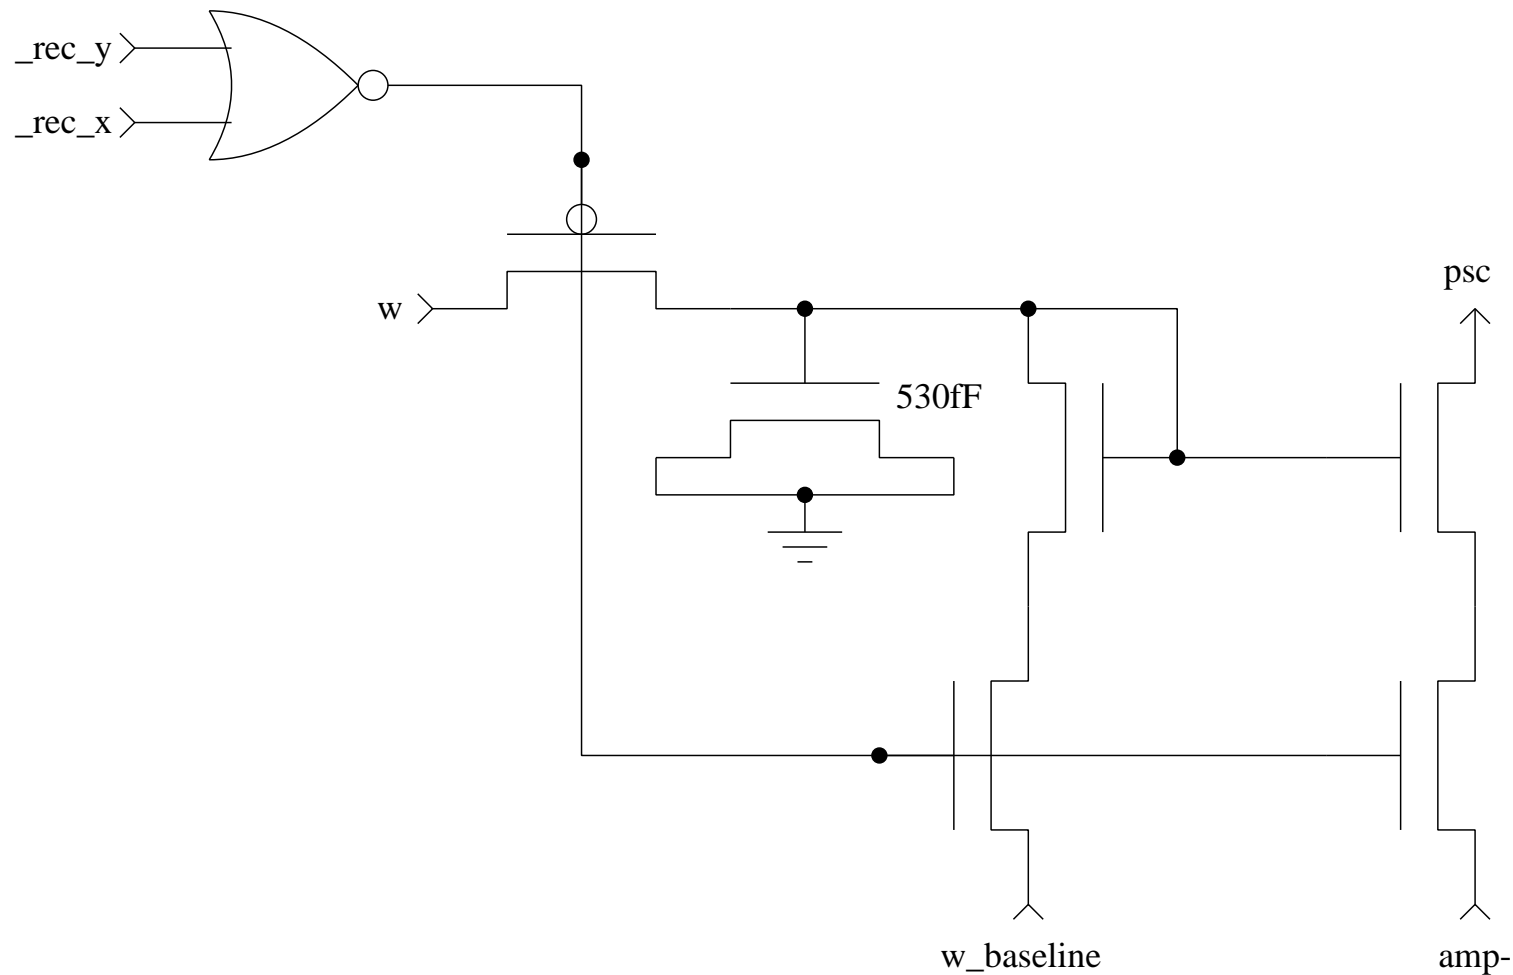 _rec_y
_rec_x
psc
w
530fF
w_baseline
amp-